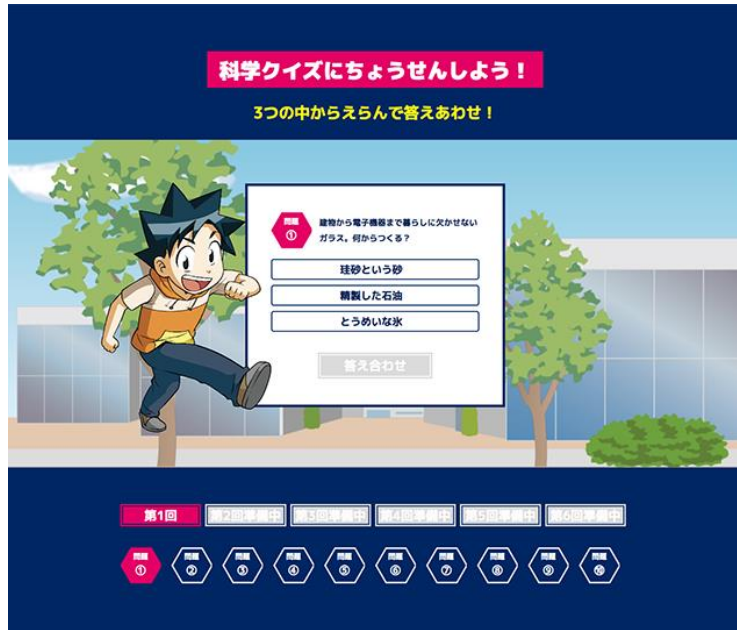 科学クイズにちょうせんしよう！
3つの中からえらんで答えあわせ！
問題
①
建物から電子機器まで暮らしに欠かせない
ガラス。何からつくる？
珪砂という砂
精製した石油
とうめいな氷
答え合わせ
第1回 第2回準備中 第3回準備中 第4回準備中 第5回準備中 第6回準備中
問題 問題 問題 問題 問題 問題 問題 問題 問題 問題
① ② ③ ④ ⑤ ⑥ ⑦ ⑧ ⑨ ⑩